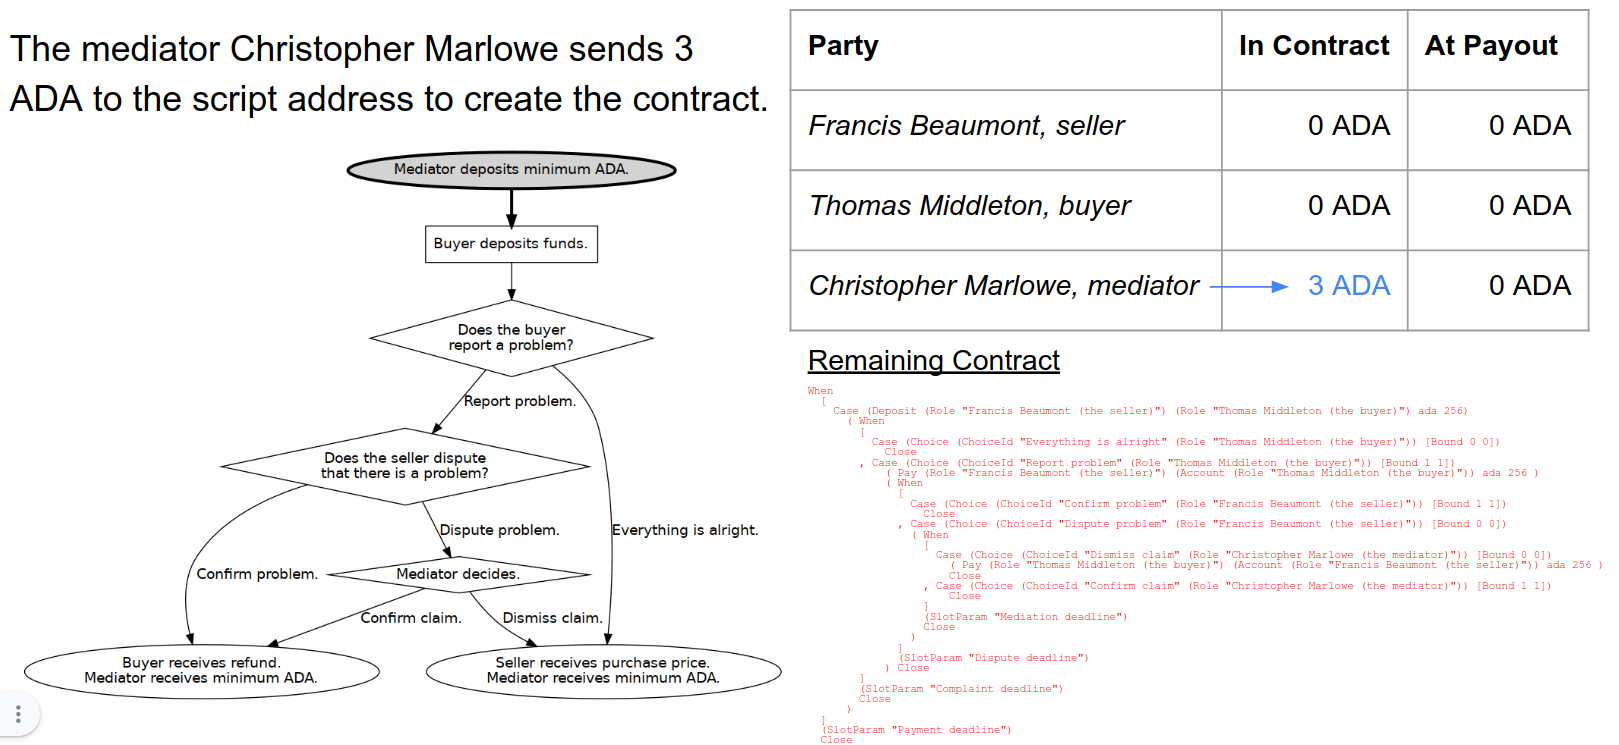 The mediator Christopher Marlowe sends 3
ADA to the script address to create the contract.
Mediator deposits minimum ADA.
Buyer deposits funds.
Does the buyer
report a problem?
Report problem.
Does the seller dispute
that there is a problem?
Dispute problem.
Everything is alright.
Confirm problem.
Mediator decides.
Confirm claim.
Dismiss claim.
Buyer receives refund.
Mediator receives minimum ADA.
Seller receives purchase price.
Mediator receives minimum ADA.
Party In Contract At Payout
Francis Beaumont, seller 0 ADA 0 ADA
Thomas Middleton, buyer 0 ADA 0 ADA
Christopher Marlowe, mediator 3 ADA 0 ADA
Remaining Contract
When
[
Case (Deposit (Role "Francis Beaumont (the seller)") (Role "Thomas Middleton (the buyer)") ada 256)
( When
[
Case (Choice (ChoiceId "Everything is alright" (Role "Thomas Middleton (the buyer)")) [Bound 0 0])
Close
, Case (Choice (ChoiceId "Report problem" (Role "Thomas Middleton (the buyer)")) [Bound 1 1])
( Pay (Role "Francis Beaumont (the seller)") (Account (Role "Thomas Middleton (the buyer)")) ada 256 )
( When
[
Case (Choice (ChoiceId "Confirm problem" (Role "Francis Beaumont (the seller)")) [Bound 1 1])
Close
, Case (Choice (ChoiceId "Dispute problem" (Role "Francis Beaumont (the seller)")) [Bound 0 0])
( When
[
Case (Choice (ChoiceId "Dismiss claim" (Role "Christopher Marlowe (the mediator)")) [Bound 0 0])
( Pay (Role "Thomas Middleton (the buyer)") (Account (Role "Francis Beaumont (the seller)")) ada 256 )
Close
, Case (Choice (ChoiceId "Confirm claim" (Role "Christopher Marlowe (the mediator)")) [Bound 1 1])
Close
]
(SlotParam "Mediation deadline")
Close
)
]
(SlotParam "Dispute deadline")
) Close
]
(SlotParam "Complaint deadline")
Close
)
]
(SlotParam "Payment deadline")
Close